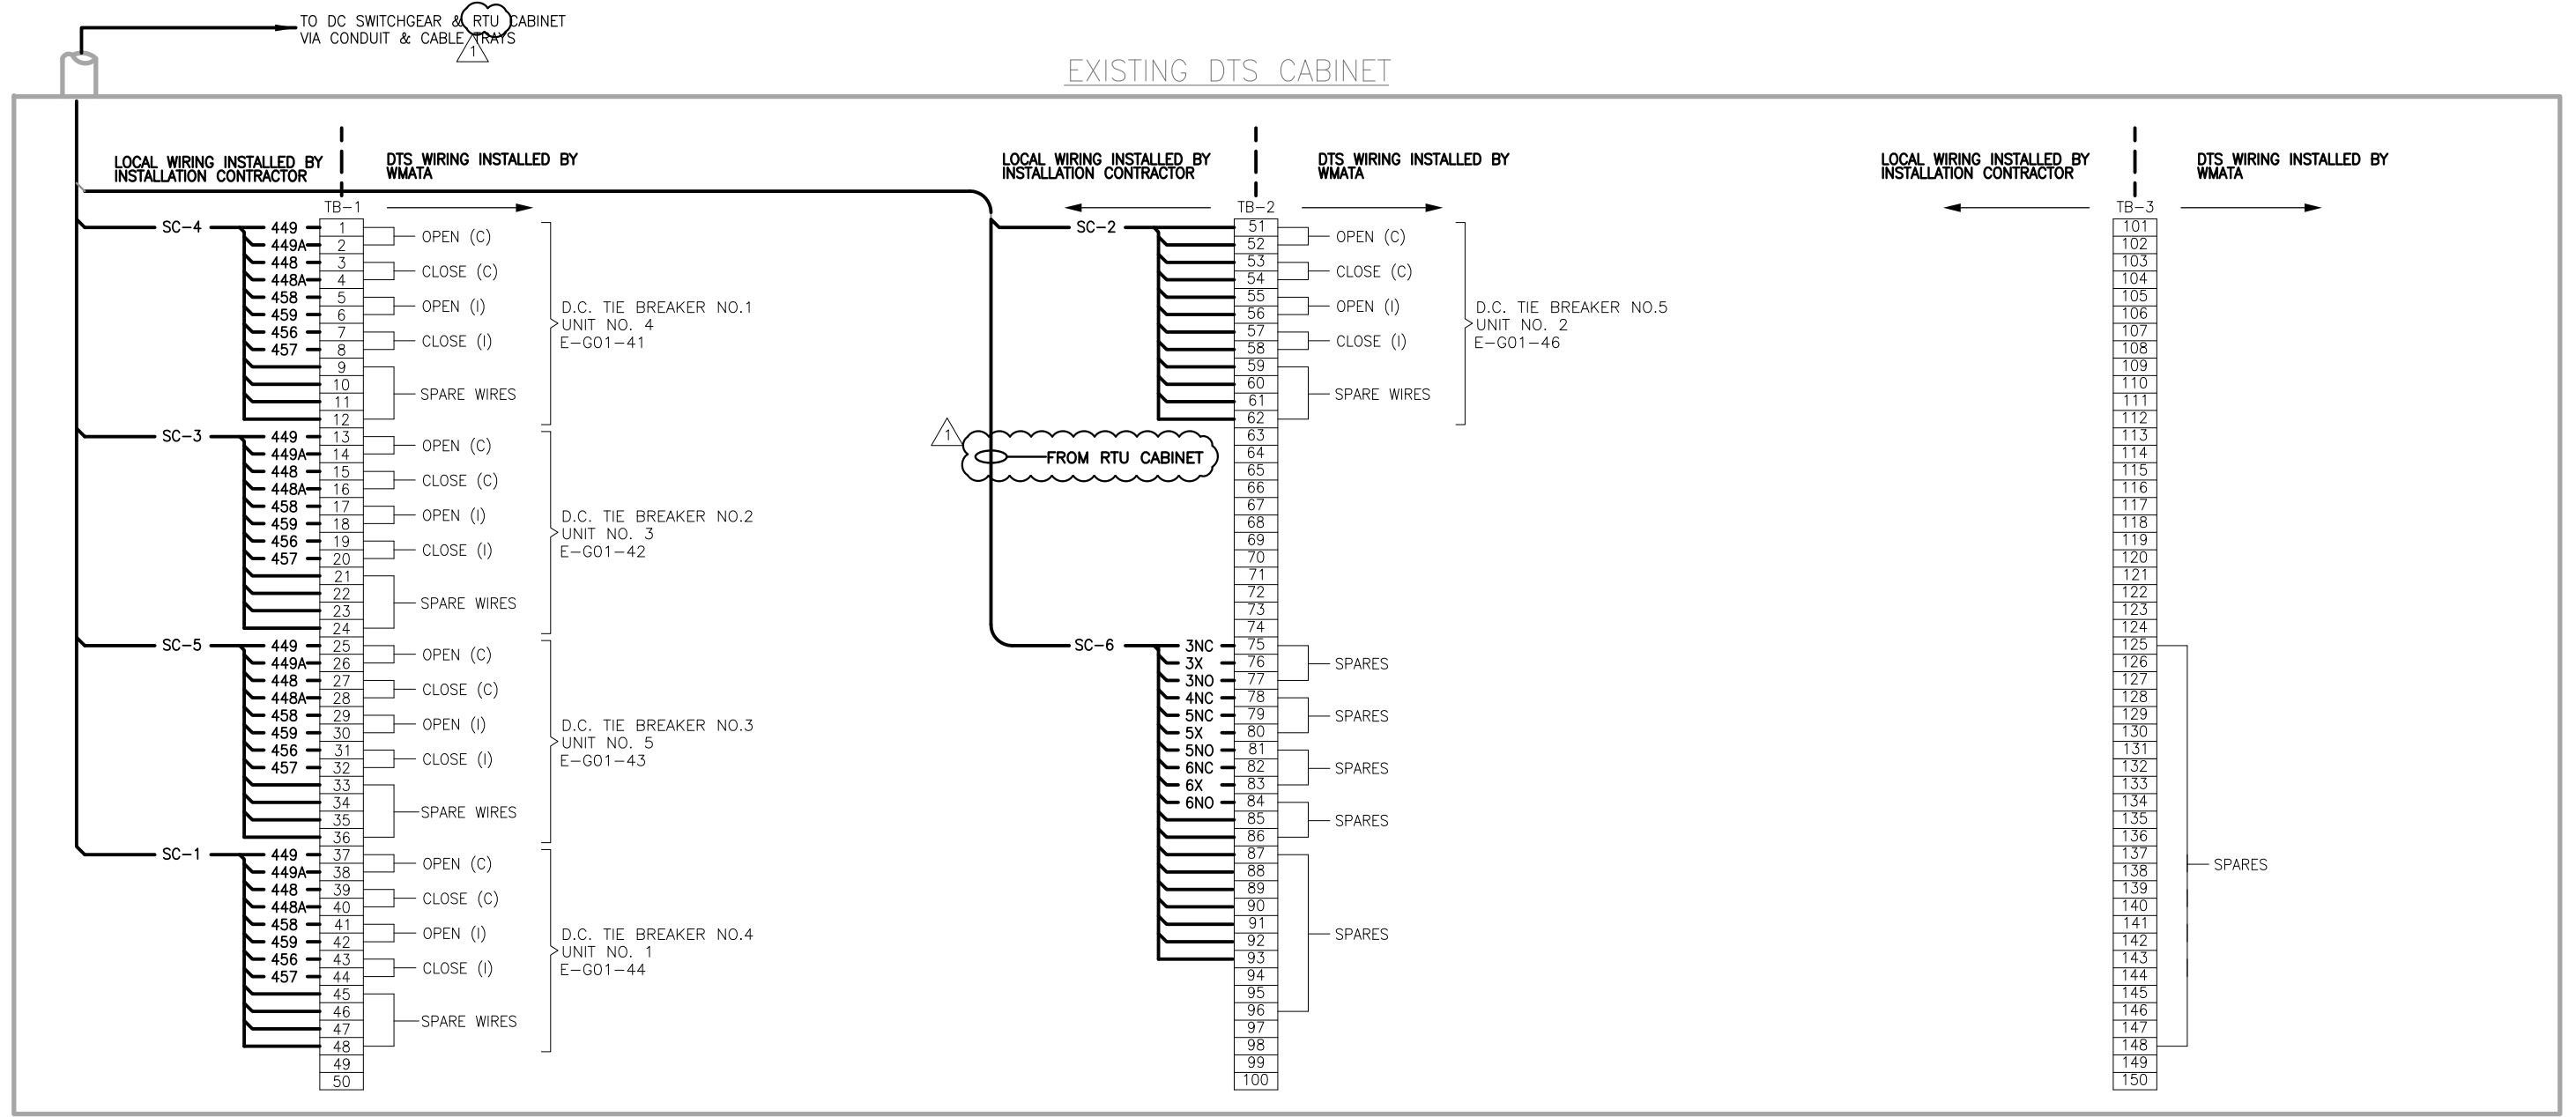 TO DC SWITCHGEAR & RTU CABINET
VIA CONDUIT & CABLE TRAYS
1
EXISTING DTS CABINET
LOCAL WIRING INSTALLED BY
INSTALLATION CONTRACTOR
DTS WIRING INSTALLED BY
WMATA
TB-1
SC-4
449 1
449A 2
OPEN (C)
448 3
448A 4
CLOSE (C)
458 5
459 6
OPEN (I)
456 7
457 8
CLOSE (I)
9
10
11
12
SPARE WIRES
D.C. TIE BREAKER NO.1
UNIT NO. 4
E-G01-41
SC-3
449 13
449A 14
OPEN (C)
448 15
448A 16
CLOSE (C)
458 17
459 18
OPEN (I)
456 19
457 20
CLOSE (I)
21
22
23
24
SPARE WIRES
D.C. TIE BREAKER NO.2
UNIT NO. 3
E-G01-42
SC-5
449 25
449A 26
OPEN (C)
448 27
448A 28
CLOSE (C)
458 29
459 30
OPEN (I)
456 31
457 32
CLOSE (I)
33
34
35
36
SPARE WIRES
D.C. TIE BREAKER NO.3
UNIT NO. 5
E-G01-43
SC-1
449 37
449A 38
OPEN (C)
448 39
448A 40
CLOSE (C)
458 41
459 42
OPEN (I)
456 43
457 44
CLOSE (I)
45
46
47
48
SPARE WIRES
D.C. TIE BREAKER NO.4
UNIT NO. 1
E-G01-44
49
50
LOCAL WIRING INSTALLED BY
INSTALLATION CONTRACTOR
DTS WIRING INSTALLED BY
WMATA
TB-2
SC-2
51
52
OPEN (C)
53
54
CLOSE (C)
55
56
OPEN (I)
57
58
CLOSE (I)
59
60
61
62
SPARE WIRES
D.C. TIE BREAKER NO.5
UNIT NO. 2
E-G01-46
1
FROM RTU CABINET
63
64
65
66
67
68
69
70
71
72
73
74
SC-6
3NC 75
3X 76
3NO 77
SPARES
4NC 78
5NC 79
5X 80
SPARES
5NO 81
6NC 82
6X 83
SPARES
6NO 84
85
86
SPARES
87
88
89
90
91
92
93
94
95
96
SPARES
97
98
99
100
LOCAL WIRING INSTALLED BY
INSTALLATION CONTRACTOR
DTS WIRING INSTALLED BY
WMATA
TB-3
101
102
103
104
105
106
107
108
109
110
111
112
113
114
115
116
117
118
119
120
121
122
123
124
125
126
127
128
129
130
131
132
133
134
135
136
137
138
139
140
141
142
143
144
145
146
147
148
SPARES
149
150